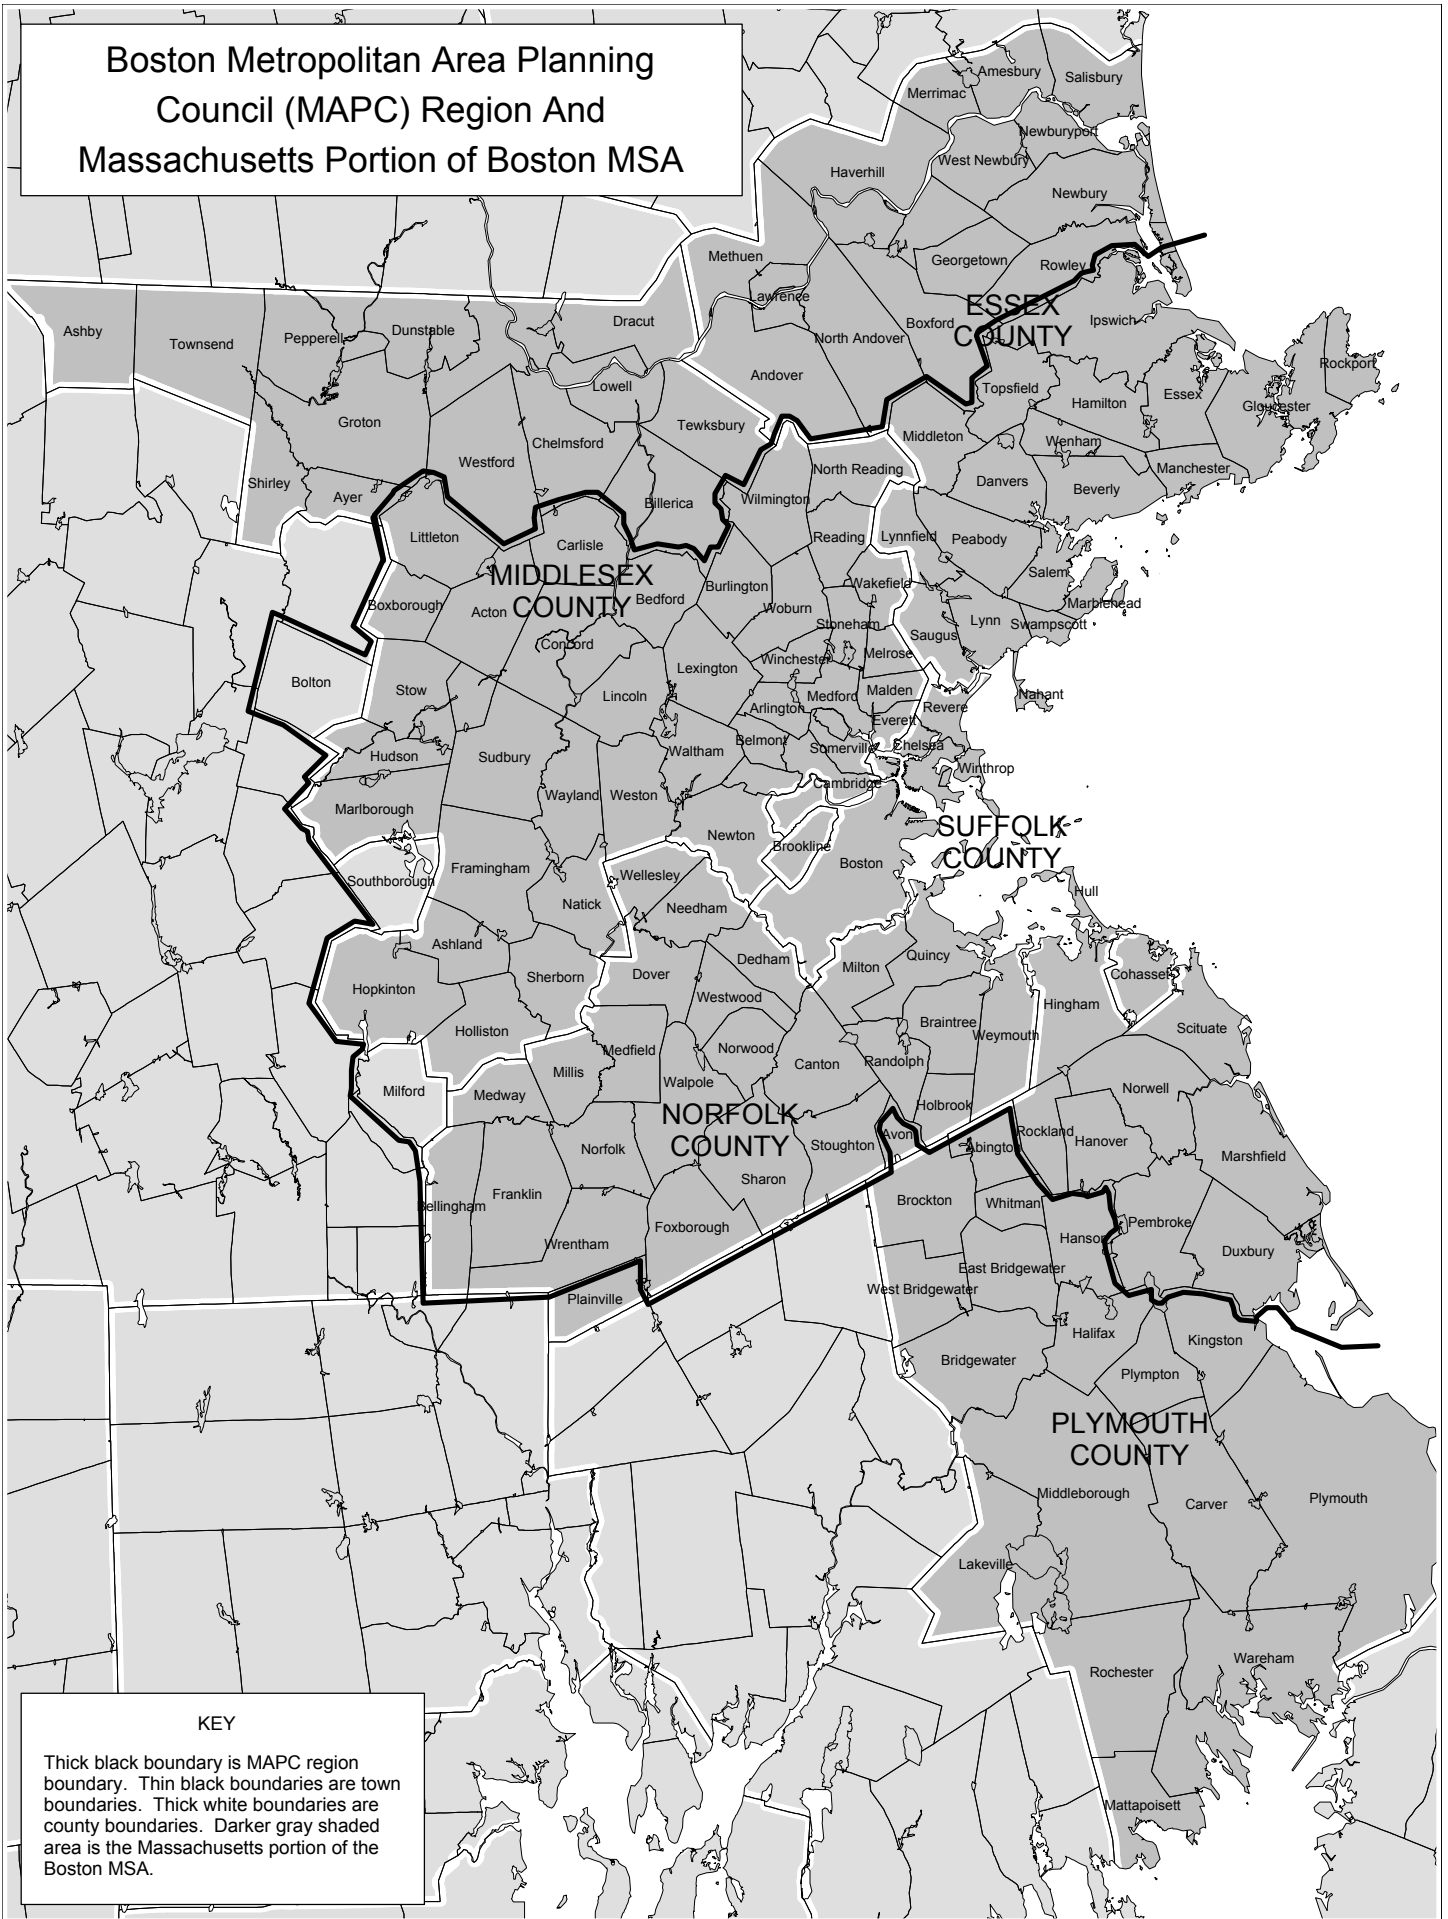 Boston Metropolitan Area Planning
Council (MAPC) Region And
Massachusetts Portion of Boston MSA
Amesbury
Salisbury
Merrimac
Newburyport
West Newbury
Haverhill
Newbury
Methuen
Georgetown
Rowley
Lawrence
ESSEX
COUNTY
Boxford
Ipswich
North Andover
Ashby
Townsend
Pepperell
Dunstable
Dracut
Rockport
Andover
Lowell
Topsfield
Hamilton
Essex
Gloucester
Groton
Tewksbury
Chelmsford
Middleton
Wenham
Westford
North Reading
Manchester
Shirley
Ayer
Billerica
Wilmington
Danvers
Beverly
Littleton
Carlisle
Reading
Lynnfield
Peabody
MIDDLESEX
COUNTY
Salem
Boxborough
Acton
Bedford
Burlington
Woburn
Wakefield
Marblehead
Stoneham
Lynn
Swampscott
Concord
Saugus
Winchester
Melrose
Lexington
Bolton
Stow
Lincoln
Medford
Malden
Nahant
Arlington
Revere
Everett
Hudson
Sudbury
Waltham
Belmont
Somerville
Chelsea
Winthrop
Cambridge
Marlborough
Wayland
Weston
Newton
Brookline
SUFFOLK
COUNTY
Boston
Framingham
Southborough
Wellesley
Hull
Natick
Needham
Ashland
Dedham
Quincy
Sherborn
Dover
Milton
Cohasset
Hopkinton
Westwood
Hingham
Holliston
Braintree
Weymouth
Scituate
Medfield
Norwood
Canton
Randolph
Millis
Walpole
Milford
Medway
Norwell
Holbrook
NORFOLK
COUNTY
Norfolk
Stoughton
Avon
Abington
Rockland
Hanover
Marshfield
Sharon
Franklin
Bellingham
Brockton
Whitman
Foxborough
Pembroke
Wrentham
Hanson
Duxbury
East Bridgewater
West Bridgewater
Plainville
Halifax
Kingston
Bridgewater
Plympton
PLYMOUTH
COUNTY
Middleborough
Carver
Plymouth
Lakeville
Rochester
Wareham
Mattapoisett
KEY
Thick black boundary is MAPC region
boundary.  Thin black boundaries are town
boundaries.  Thick white boundaries are
county boundaries.  Darker gray shaded
area is the Massachusetts portion of the
Boston MSA.